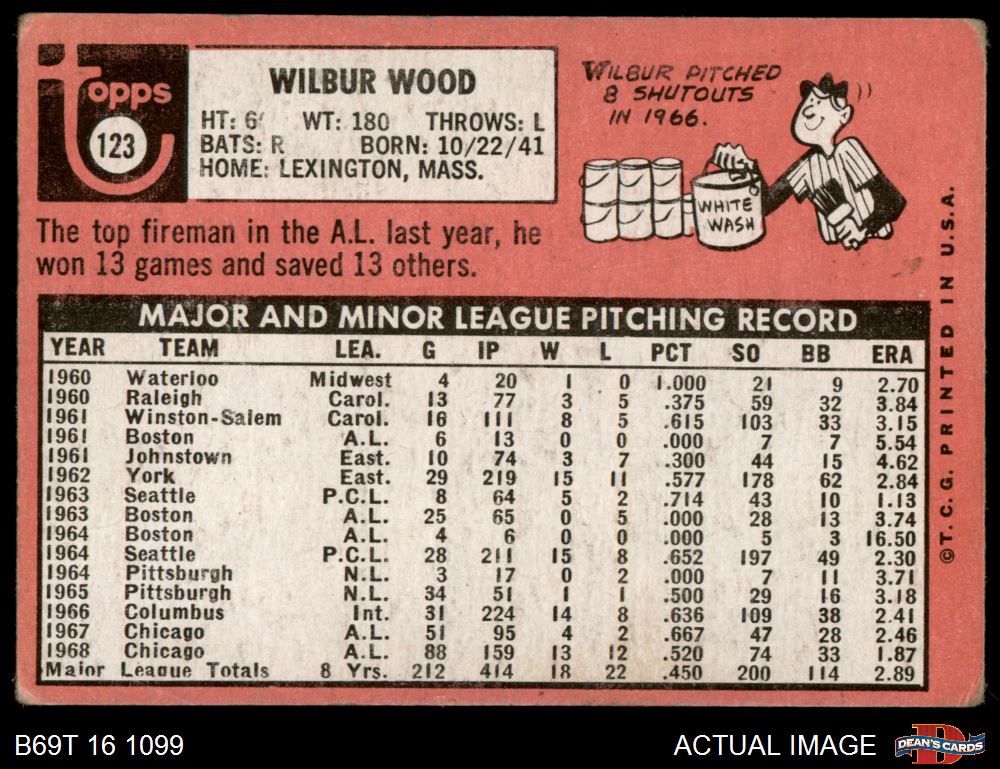 topps
123
WILBUR WOOD
HT: 6' WT: 180 THROWS: L
BATS: R BORN: 10/22/41
HOME: LEXINGTON, MASS.
WILBUR PITCHED
8 SHUTOUTS
IN 1966.
WHITE
WASH
The top fireman in the A.L. last year, he
won 13 games and saved 13 others.
MAJOR AND MINOR LEAGUE PITCHING RECORD
YEAR TEAM LEA. G IP W L PCT SO BB ERA
1960 Waterloo Midwest 4 20 1 0 1.000 21 9 2.70
1960 Raleigh Carol. 13 77 3 5 .375 59 32 3.84
1961 Winston-Salem Carol. 16 111 8 5 .615 103 33 3.15
1961 Boston A.L. 6 13 0 0 .000 7 7 5.54
1961 Johnstown East. 10 74 3 7 .300 44 15 4.62
1962 York East. 29 219 15 11 .577 178 62 2.84
1963 Seattle P.C.L. 8 64 5 2 .714 43 10 1.13
1963 Boston A.L. 25 65 0 5 .000 28 13 3.74
1964 Boston A.L. 4 6 0 0 .000 5 3 16.50
1964 Seattle P.C.L. 28 211 15 8 .652 197 49 2.30
1964 Pittsburgh N.L. 3 17 0 2 .000 7 11 3.71
1965 Pittsburgh N.L. 34 51 1 1 .500 29 16 3.18
1966 Columbus Int. 31 224 14 8 .636 109 38 2.41
1967 Chicago A.L. 51 95 4 2 .667 47 28 2.46
1968 Chicago A.L. 88 159 13 12 .520 74 33 1.87
Major League Totals 8 Yrs. 212 414 18 22 .450 200 114 2.89
©T.C.G. PRINTED IN U.S.A.
B69T 16 1099
ACTUAL IMAGE
D
DEAN'S CARDS